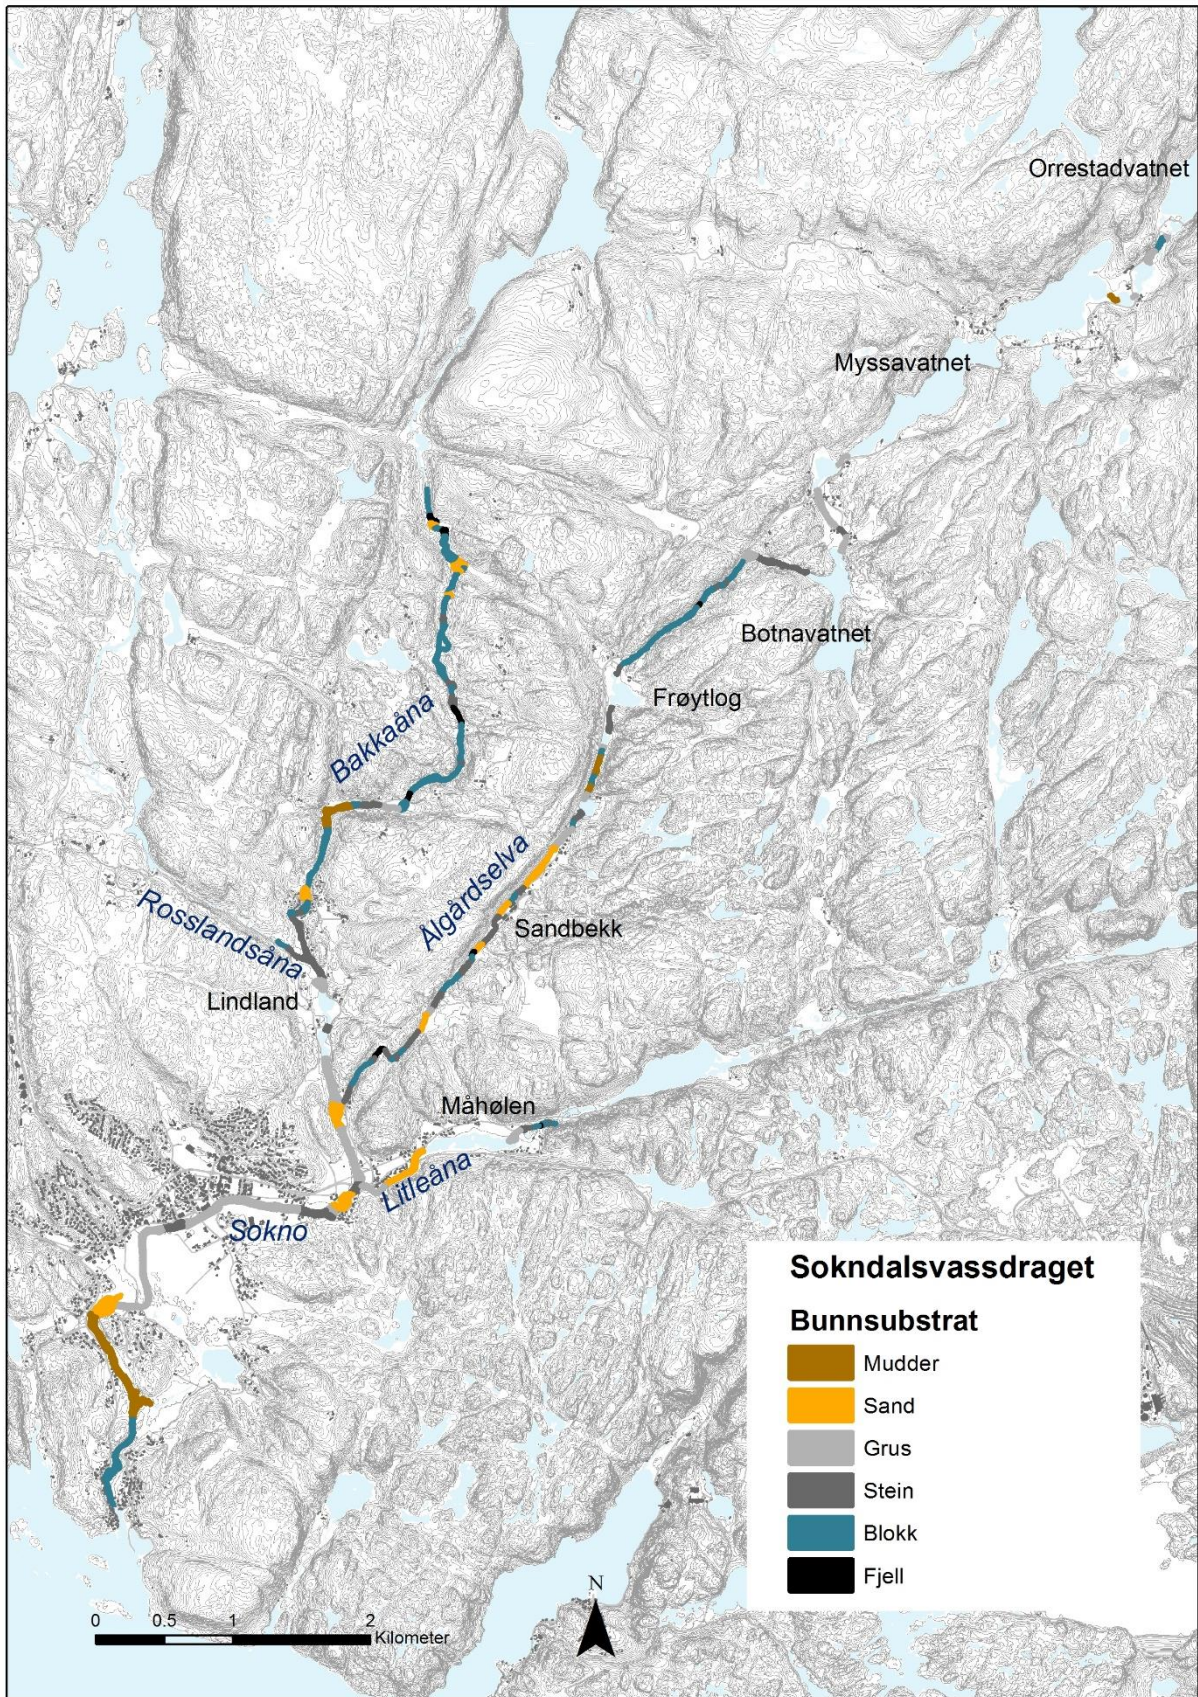 Orrestadvatnet
Myssavatnet
Botnavatnet
Frøytlog
Bakkaåna
Ålgårdselva
Sandbekk
Rosslandsåna
Lindland
Måhølen
Litleåna
Sokno
Sokndalsvassdraget
Bunnsubstrat
Mudder
Sand
Grus
Stein
Blokk
Fjell
N
0 0.5 1 2
Kilometer